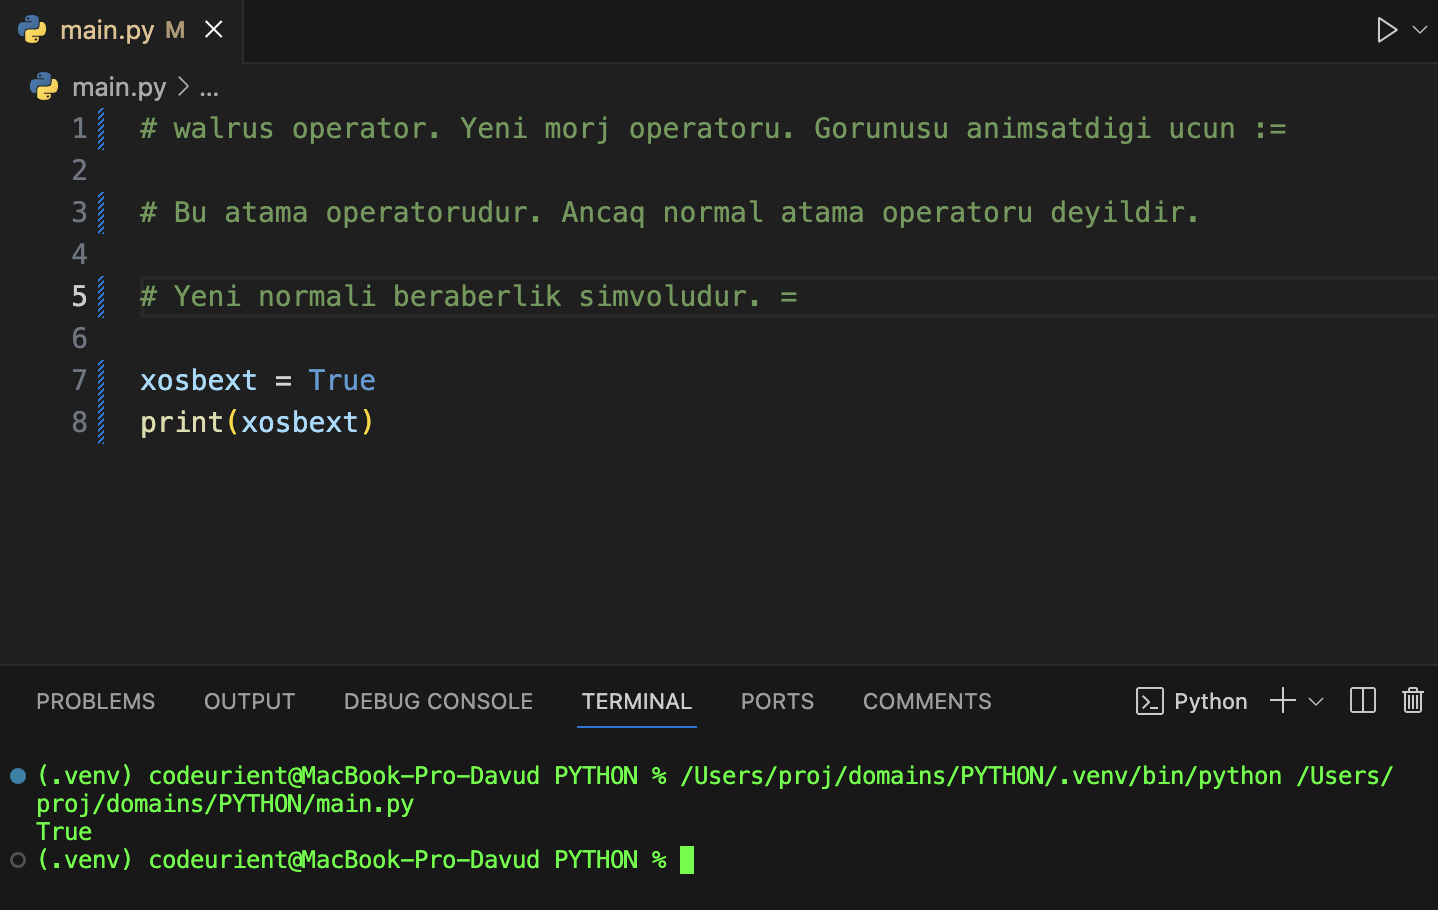 main.py M
main.py > ...
1 # walrus operator. Yeni morj operatoru. Gorunusu animsatdigi ucun :=
2
3 # Bu atama operatorudur. Ancaq normal atama operatoru deyildir.
4
5 # Yeni normali beraberlik simvoludur. =
6
7 xosbext = True
8 print(xosbext)
PROBLEMS OUTPUT DEBUG CONSOLE TERMINAL PORTS COMMENTS Python
(.venv) codeurient@MacBook-Pro-Davud PYTHON % /Users/proj/domains/PYTHON/.venv/bin/python /Users/
proj/domains/PYTHON/main.py
True
(.venv) codeurient@MacBook-Pro-Davud PYTHON %